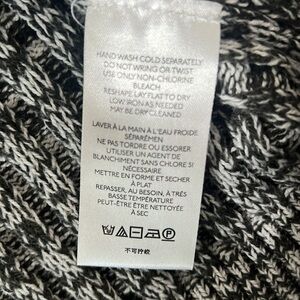 HAND WASH COLD SEPARATELY
DO NOT WRING OR TWIST
USE ONLY NON-CHLORINE
BLEACH
RESHAPE LAY FLAT TO DRY
LOW IRON AS NEEDED
MAY BE DRY CLEANED
LAVER À LA MAIN À L'EAU FROIDE
SÉPARÉMEN
NE PAS TORDRE OU ESSORER
UTILISER UN AGENT DE
BLANCHIMENT SANS CHLORE SI
NÉCESSAIRE
METTRE EN FORME ET SECHER
À PLAT
REPASSER, AU BESOIN, À TRÈS
BASSE TEMPÉRATURE
PEUT-ÊTRE ÊTRE NETTOYÉE
À SEC
不可拧绞